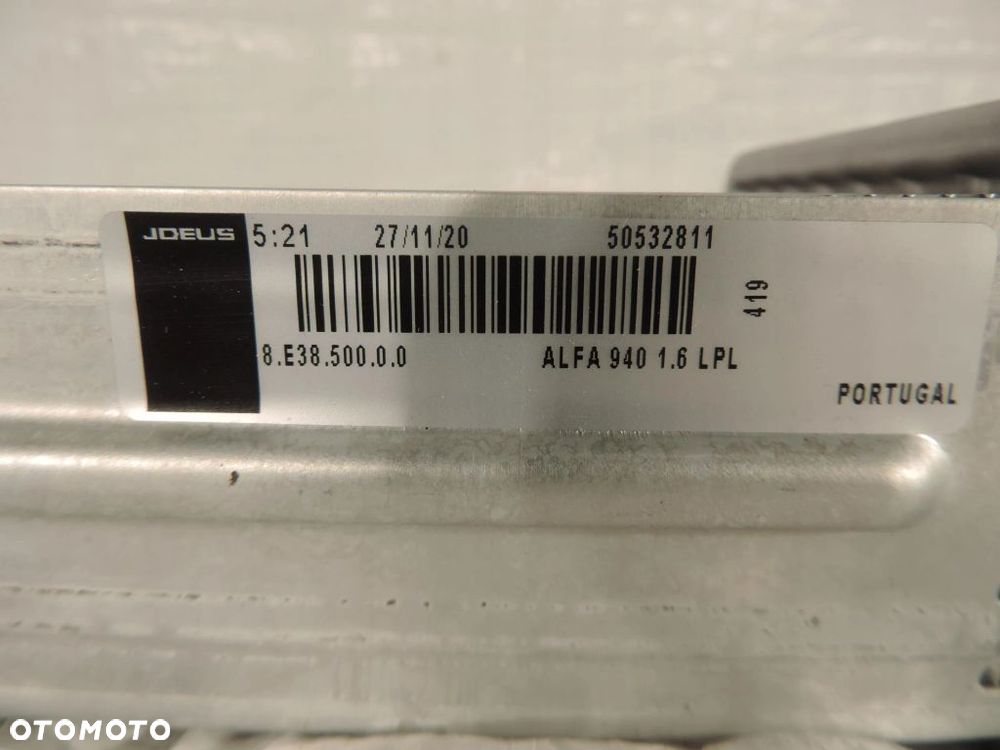 JDEUS 5:21 27/11/20 50532811
419
8.E38.500.0.0 ALFA 940 1.6 LPL
PORTUGAL
OTOMOTO